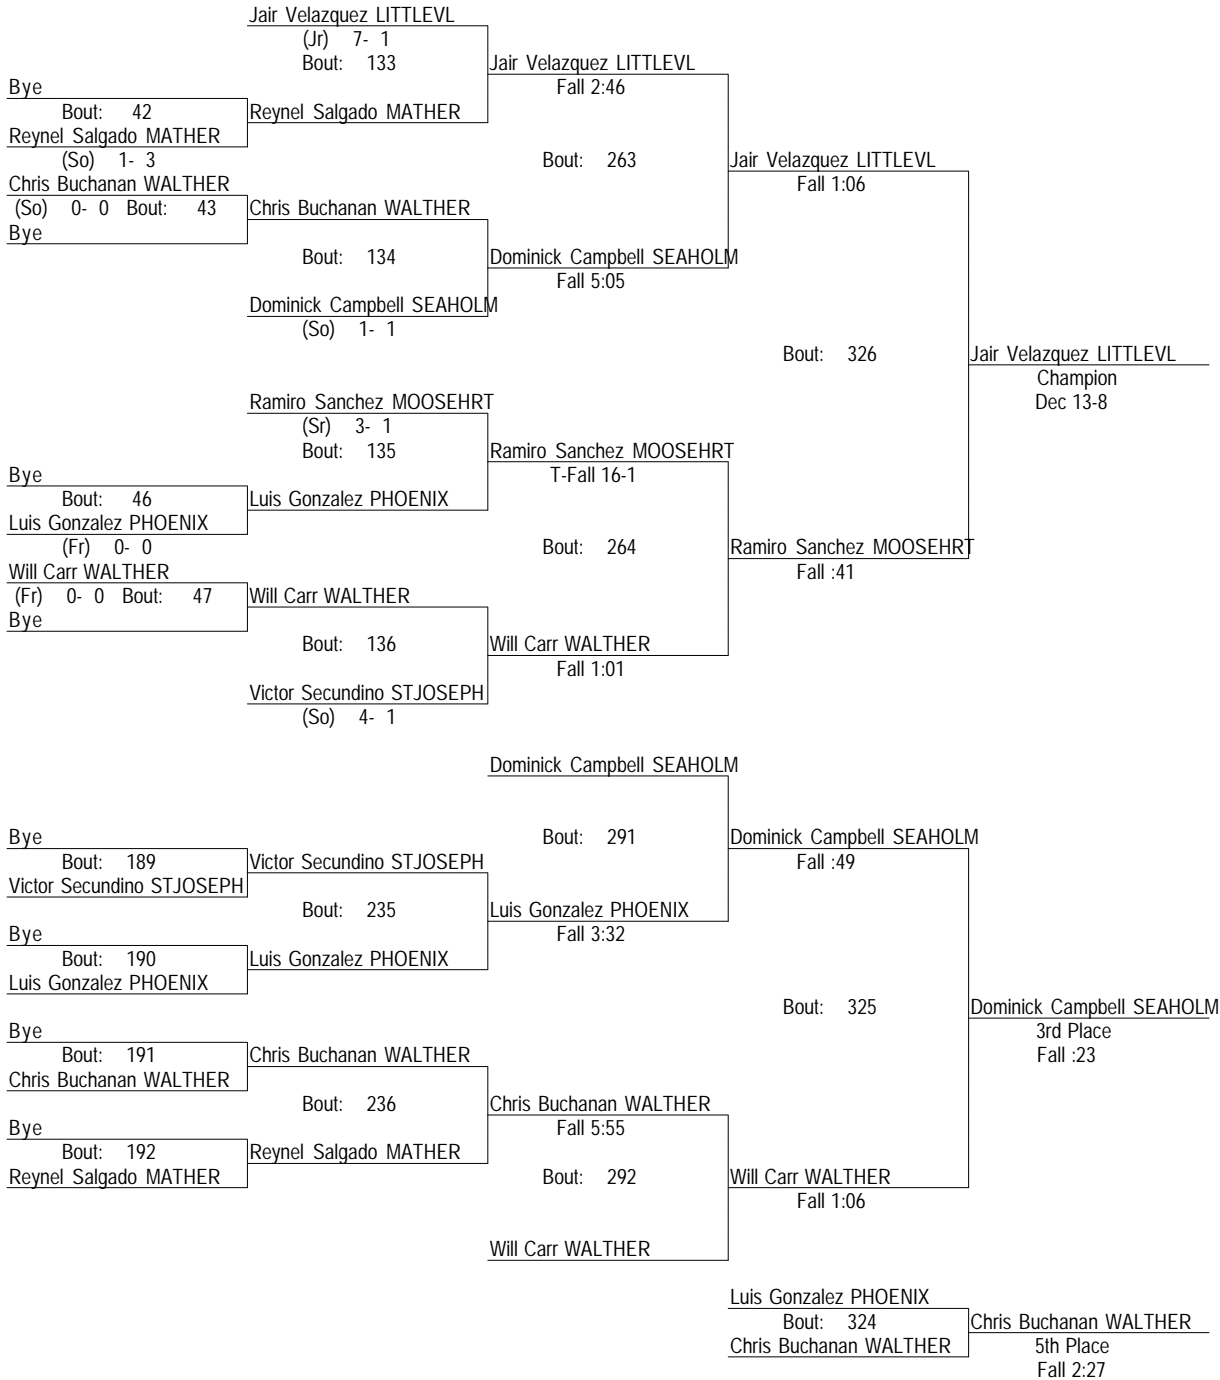 Jair Velazquez LITTLEVL
(Jr) 7- 1
Bout: 133
Jair Velazquez LITTLEVL
Fall 2:46
Bye
Bout: 42
Reynel Salgado MATHER
Reynel Salgado MATHER
(So) 1- 3
Bout: 263
Jair Velazquez LITTLEVL
Fall 1:06
Chris Buchanan WALTHER
(So) 0- 0 Bout: 43
Chris Buchanan WALTHER
Bye
Bout: 134
Dominick Campbell SEAHOLM
Fall 5:05
Dominick Campbell SEAHOLM
(So) 1- 1
Bout: 326
Jair Velazquez LITTLEVL
Champion
Dec 13-8
Ramiro Sanchez MOOSEHRT
(Sr) 3- 1
Bout: 135
Ramiro Sanchez MOOSEHRT
T-Fall 16-1
Bye
Bout: 46
Luis Gonzalez PHOENIX
Luis Gonzalez PHOENIX
(Fr) 0- 0
Bout: 264
Ramiro Sanchez MOOSEHRT
Fall :41
Will Carr WALTHER
(Fr) 0- 0 Bout: 47
Will Carr WALTHER
Bye
Bout: 136
Will Carr WALTHER
Fall 1:01
Victor Secundino STJOSEPH
(So) 4- 1
Dominick Campbell SEAHOLM
Bout: 291
Dominick Campbell SEAHOLM
Fall :49
Bye
Bout: 189
Victor Secundino STJOSEPH
Victor Secundino STJOSEPH
Bout: 235
Luis Gonzalez PHOENIX
Fall 3:32
Bye
Bout: 190
Luis Gonzalez PHOENIX
Luis Gonzalez PHOENIX
Bout: 325
Dominick Campbell SEAHOLM
3rd Place
Fall :23
Bye
Bout: 191
Chris Buchanan WALTHER
Chris Buchanan WALTHER
Bout: 236
Chris Buchanan WALTHER
Fall 5:55
Bye
Bout: 192
Reynel Salgado MATHER
Reynel Salgado MATHER
Bout: 292
Will Carr WALTHER
Fall 1:06
Will Carr WALTHER
Luis Gonzalez PHOENIX
Bout: 324
Chris Buchanan WALTHER
Chris Buchanan WALTHER
5th Place
Fall 2:27